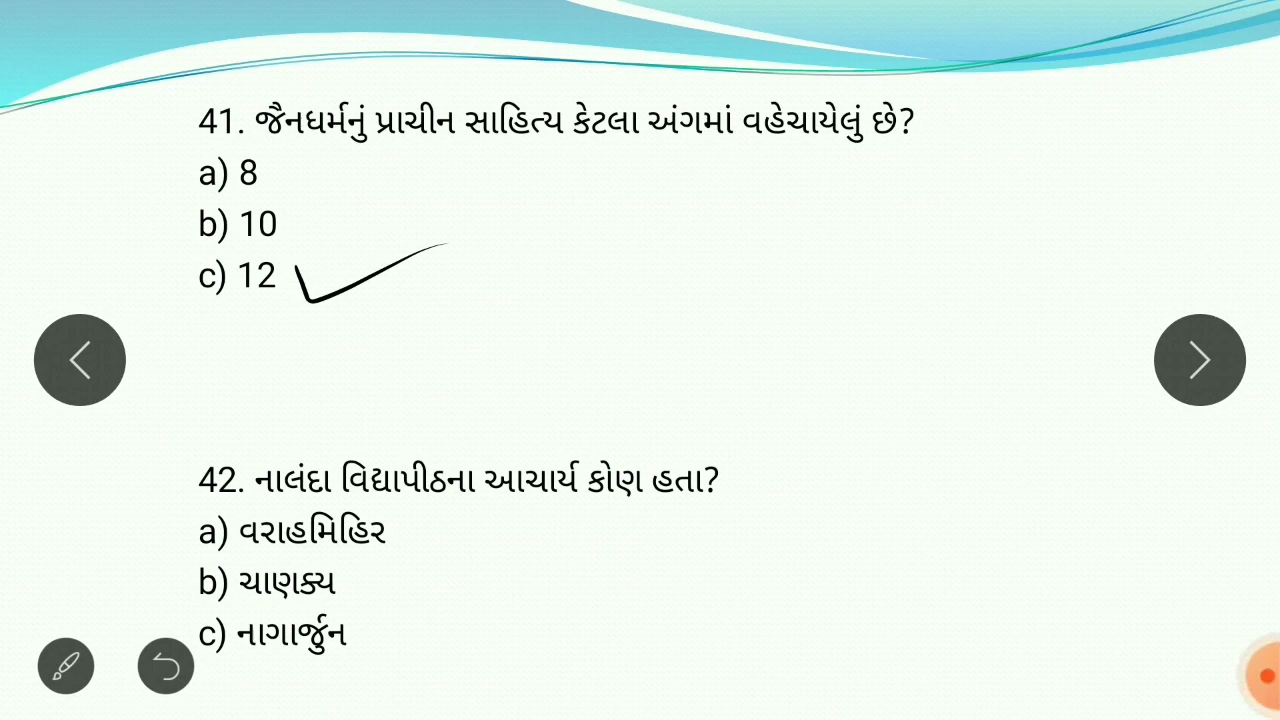 41. જૈનધર્મનું પ્રાચીન સાહિત્ય કેટલા અંગમાં વહેચાયેલું છે?
a) 8
b) 10
c) 12
42. નાલંદા વિદ્યાપીઠના આચાર્ય કોણ હતા?
a) વરાહમિહિર
b) ચાણક્ય
c) નાગાર્જુન